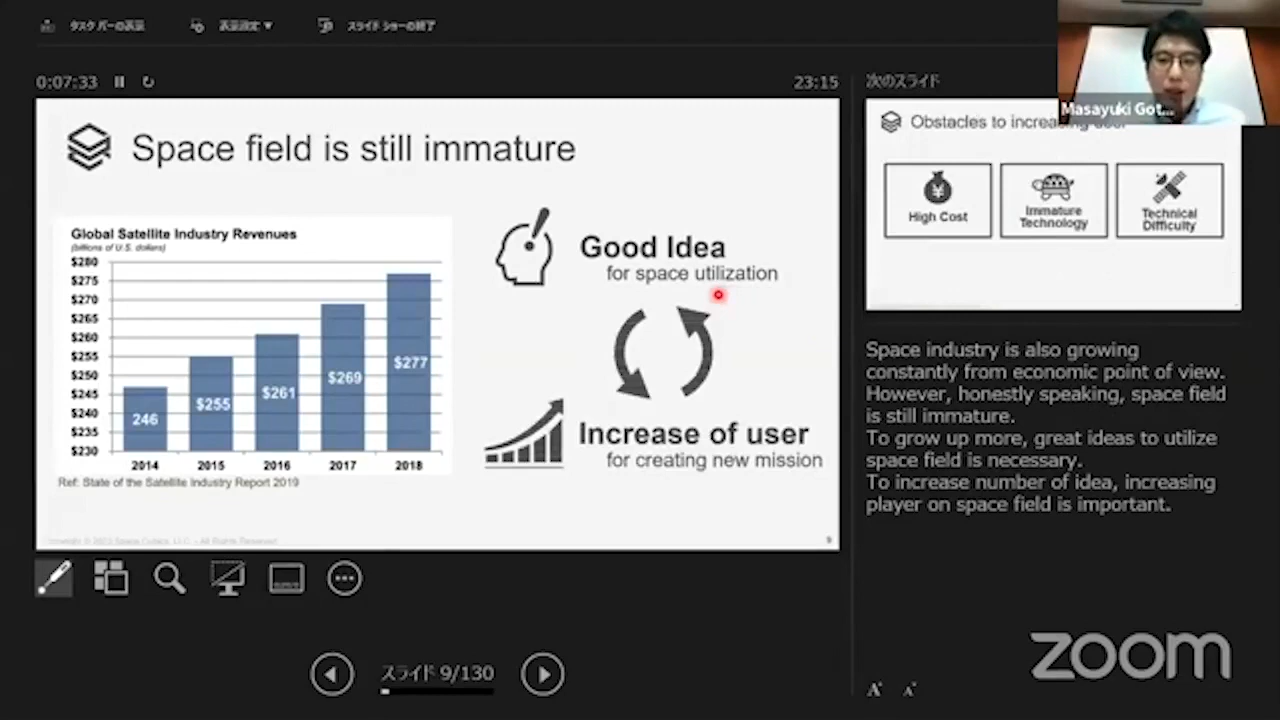 タスク バーの表示
表示設定 ▼
スライド ショーの終了
0:07:33
23:15
次のスライド
Masayuki Got...
Space field is still immature
Global Satellite Industry Revenues
(billions of U.S. dollars)
$280
$275
$270
$265
$260
$255
$250
$245
$240
$235
$230
246
$255
$261
$269
$277
2014 2015 2016 2017 2018
Ref: State of the Satellite Industry Report 2019
Good Idea
for space utilization
Increase of user
for creating new mission
9
Obstacles to increasing user
High Cost
Immature
Technology
Technical
Difficulty
Space industry is also growing
constantly from economic point of view.
However, honestly speaking, space field
is still immature.
To grow up more, great ideas to utilize
space field is necessary.
To increase number of idea, increasing
player on space field is important.
スライド 9/130
A A
zoom